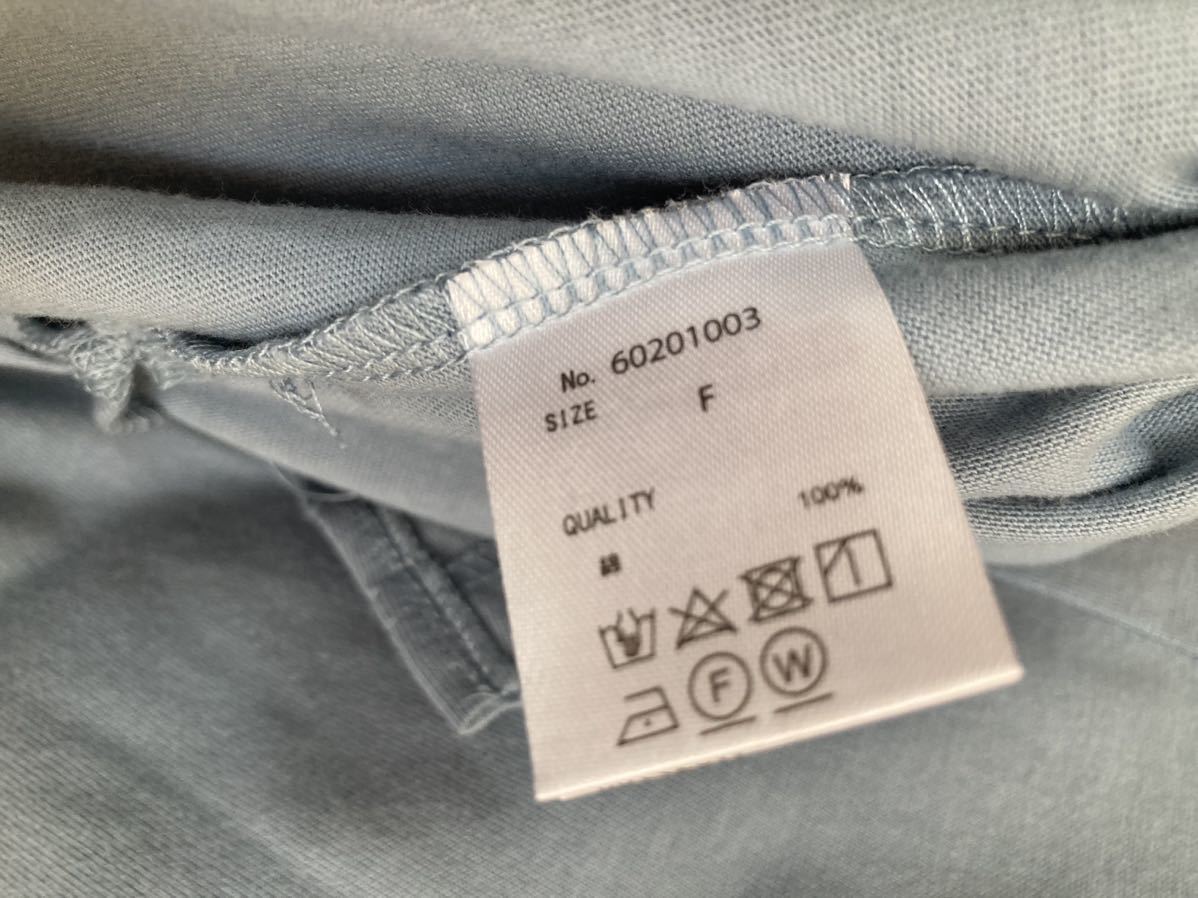 No. 60201003
SIZE F
QUALITY 100%
綿
F W